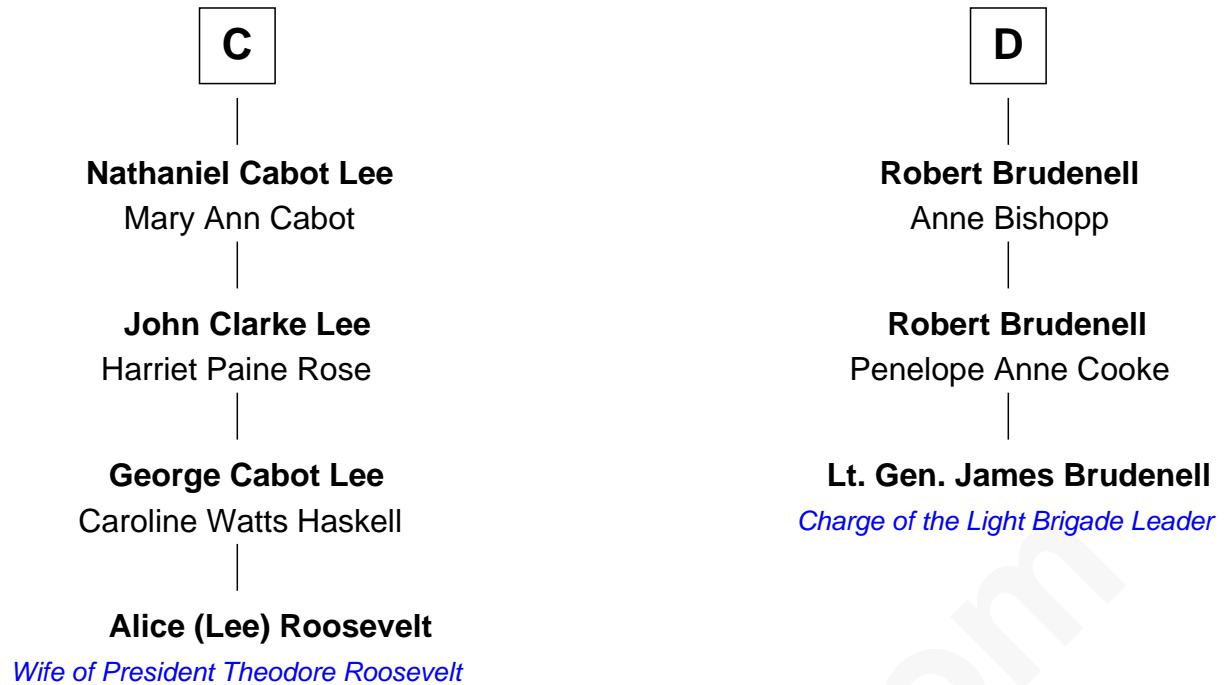 C
Nathaniel Cabot Lee
Mary Ann Cabot
John Clarke Lee
Harriet Paine Rose
George Cabot Lee
Caroline Watts Haskell
Alice (Lee) Roosevelt
Wife of President Theodore Roosevelt
D
Robert Brudenell
Anne Bishopp
Robert Brudenell
Penelope Anne Cooke
Lt. Gen. James Brudenell
Charge of the Light Brigade Leader
om